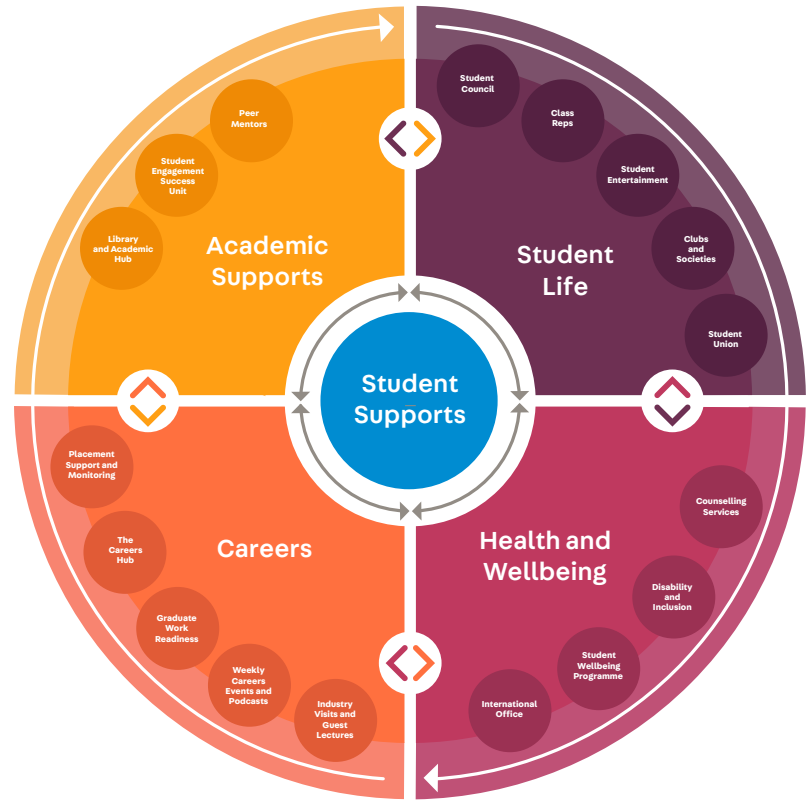 Student
Supports
Academic
Supports
Peer
Mentors
Student
Engagement
Success
Unit
Library
and Academic
Hub
Student
Life
Student
Council
Class
Reps
Student
Entertainment
Clubs
and
Societies
Student
Union
Health and
Wellbeing
Counselling
Services
Disability
and
Inclusion
Student
Wellbeing
Programme
International
Office
Careers
Placement
Support and
Monitoring
The
Careers
Hub
Graduate
Work
Readiness
Weekly
Careers
Events and
Podcasts
Industry
Visits and
Guest
Lectures